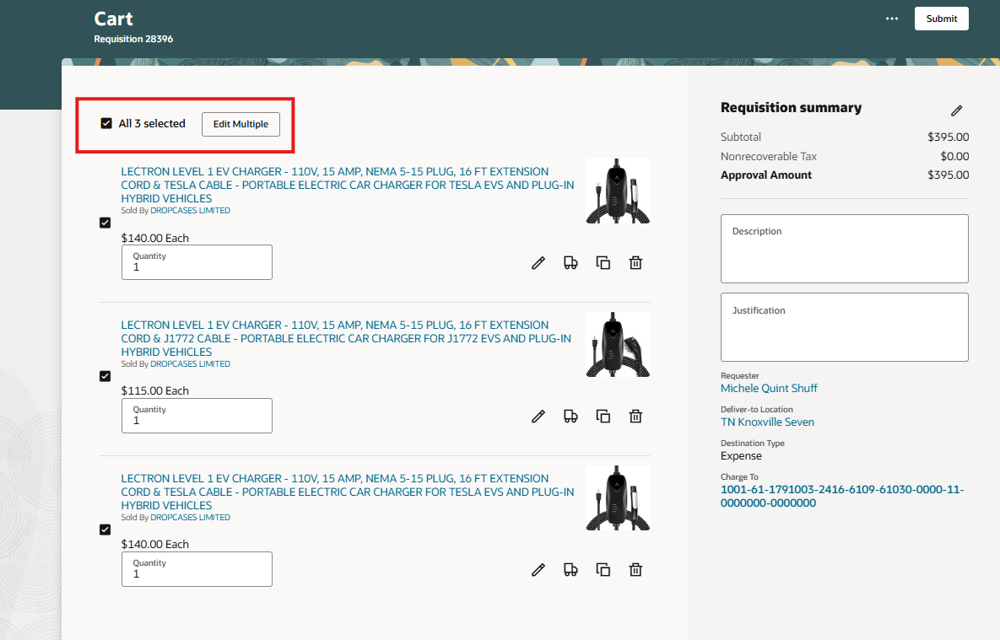 Cart
Requisition 28396
Submit
All 3 selected
Edit Multiple
LECTRON LEVEL 1 EV CHARGER - 110V, 15 AMP, NEMA 5-15 PLUG, 16 FT EXTENSION
CORD & TESLA CABLE - PORTABLE ELECTRIC CAR CHARGER FOR TESLA EVS AND PLUG-IN
HYBRID VEHICLES
Sold By DROPCASES LIMITED
$140.00 Each
Quantity
1
LECTRON LEVEL 1 EV CHARGER - 110V, 15 AMP, NEMA 5-15 PLUG, 16 FT EXTENSION
CORD & J1772 CABLE - PORTABLE ELECTRIC CAR CHARGER FOR J1772 EVS AND PLUG-IN
HYBRID VEHICLES
Sold By DROPCASES LIMITED
$115.00 Each
Quantity
1
LECTRON LEVEL 1 EV CHARGER - 110V, 15 AMP, NEMA 5-15 PLUG, 16 FT EXTENSION
CORD & TESLA CABLE - PORTABLE ELECTRIC CAR CHARGER FOR TESLA EVS AND PLUG-IN
HYBRID VEHICLES
Sold By DROPCASES LIMITED
$140.00 Each
Quantity
1
Requisition summary
Subtotal $395.00
Nonrecoverable Tax $0.00
Approval Amount $395.00
Description
Justification
Requester
Michele Quint Shuff
Deliver-to Location
TN Knoxville Seven
Destination Type
Expense
Charge To
1001-61-1791003-2416-6109-61030-0000-11-
0000000-0000000